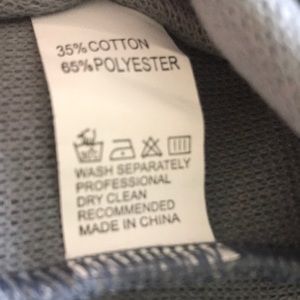 35% COTTON
65% POLYESTER
WASH SEPARATELY
PROFESSIONAL
DRY CLEAN
RECOMMENDED
MADE IN CHINA